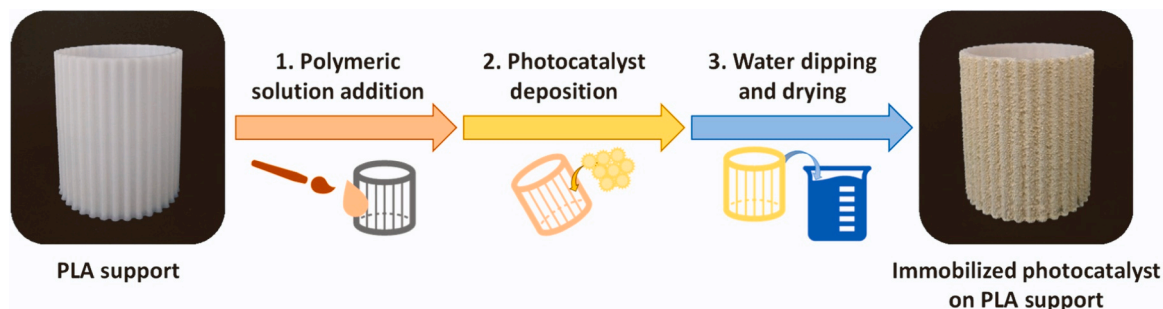 1. Polymeric
solution addition
2. Photocatalyst
deposition
3. Water dipping
and drying
PLA support
Immobilized photocatalyst
on PLA support